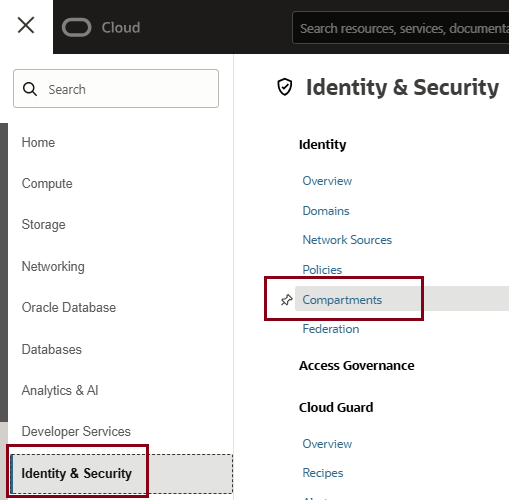 Cloud
Search resources, services, documenta
Search
Home
Compute
Storage
Networking
Oracle Database
Databases
Analytics & AI
Developer Services
Identity & Security
Identity & Security
Identity
Overview
Domains
Network Sources
Policies
Compartments
Federation
Access Governance
Cloud Guard
Overview
Recipes